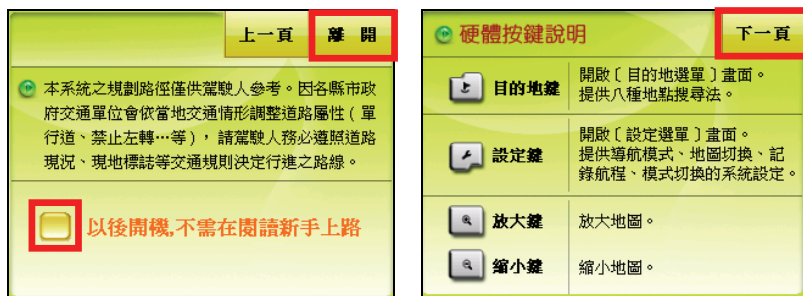 上一頁
離 開
本系統之規劃路徑僅供駕駛人參考。因各縣市政
府交通單位會依當地交通情形調整道路屬性（單
行道、禁止左轉…等），請駕駛人務必遵照道路
現況、現地標誌等交通規則決定行進之路線。
以後開機,不需在閱讀新手上路
硬體按鍵說明
下一頁
目的地鍵
開啟〔目的地選單〕畫面。
提供八種地點搜尋法。
設定鍵
開啟〔設定選單〕畫面。
提供導航模式、地圖切換、記
錄航程、模式切換的系統設定。
放大鍵
放大地圖。
縮小鍵
縮小地圖。